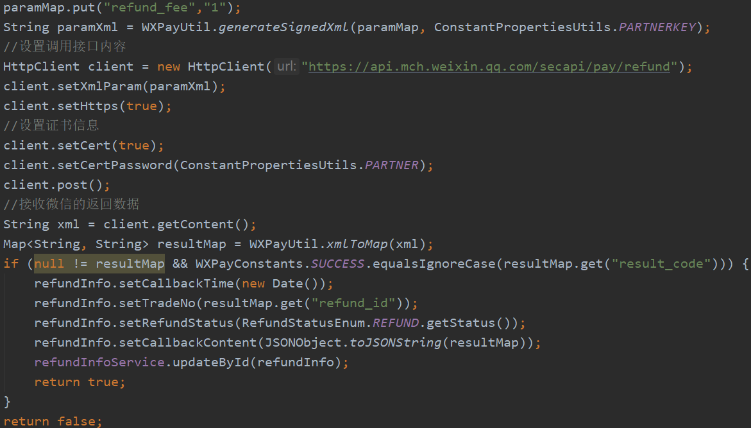 paramMap.put("refund_fee","1");
String paramXml = WXPayUtil.generateSignedXml(paramMap, ConstantPropertiesUtils.PARTNERKEY);
//设置调用接口内容
HttpClient client = new HttpClient( url: "https://api.mch.weixin.qq.com/secapi/pay/refund");
client.setXmlParam(paramXml);
client.setHttps(true);
//设置证书信息
client.setCert(true);
client.setCertPassword(ConstantPropertiesUtils.PARTNER);
client.post();
//接收微信的返回数据
String xml = client.getContent();
Map<String, String> resultMap = WXPayUtil.xmlToMap(xml);
if (null != resultMap && WXPayConstants.SUCCESS.equalsIgnoreCase(resultMap.get("result_code"))) {
    refundInfo.setCallbackTime(new Date());
    refundInfo.setTradeNo(resultMap.get("refund_id"));
    refundInfo.setRefundStatus(RefundStatusEnum.REFUND.getStatus());
    refundInfo.setCallbackContent(JSONObject.toJSONString(resultMap));
    refundInfoService.updateById(refundInfo);
    return true;
}
return false;